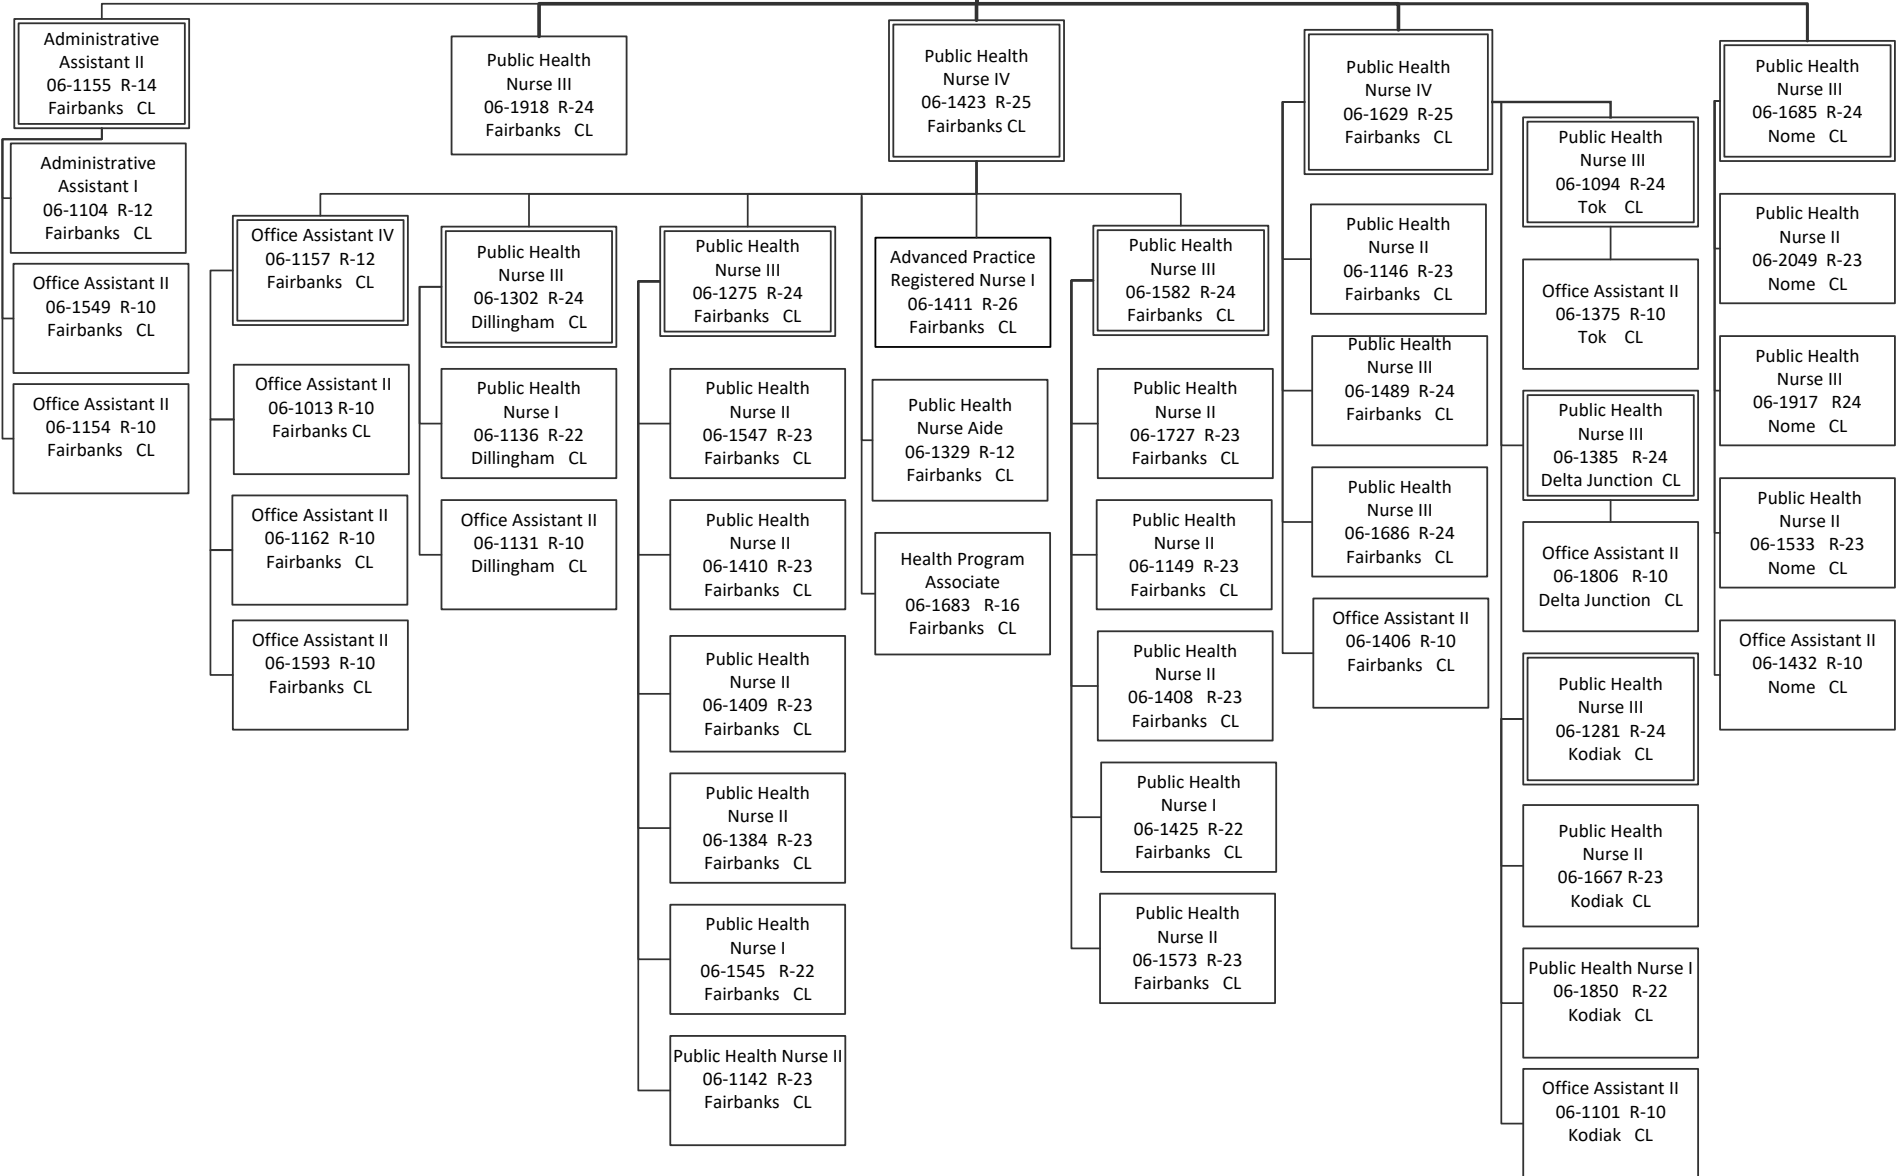 Administrative
Assistant II
06-1155 R-14
Fairbanks CL
Administrative
Assistant I
06-1104 R-12
Fairbanks CL
Office Assistant II
06-1549 R-10
Fairbanks CL
Office Assistant II
06-1154 R-10
Fairbanks CL
Public Health
Nurse III
06-1918 R-24
Fairbanks CL
Public Health
Nurse IV
06-1423 R-25
Fairbanks CL
Office Assistant IV
06-1157 R-12
Fairbanks CL
Office Assistant II
06-1013 R-10
Fairbanks CL
Office Assistant II
06-1162 R-10
Fairbanks CL
Office Assistant II
06-1593 R-10
Fairbanks CL
Public Health
Nurse III
06-1302 R-24
Dillingham CL
Public Health
Nurse I
06-1136 R-22
Dillingham CL
Office Assistant II
06-1131 R-10
Dillingham CL
Public Health
Nurse III
06-1275 R-24
Fairbanks CL
Public Health
Nurse II
06-1547 R-23
Fairbanks CL
Public Health
Nurse II
06-1410 R-23
Fairbanks CL
Public Health
Nurse II
06-1409 R-23
Fairbanks CL
Public Health
Nurse II
06-1384 R-23
Fairbanks CL
Public Health
Nurse I
06-1545 R-22
Fairbanks CL
Public Health Nurse II
06-1142 R-23
Fairbanks CL
Advanced Practice
Registered Nurse I
06-1411 R-26
Fairbanks CL
Public Health
Nurse Aide
06-1329 R-12
Fairbanks CL
Health Program
Associate
06-1683 R-16
Fairbanks CL
Public Health
Nurse III
06-1582 R-24
Fairbanks CL
Public Health
Nurse II
06-1727 R-23
Fairbanks CL
Public Health
Nurse II
06-1149 R-23
Fairbanks CL
Public Health
Nurse II
06-1408 R-23
Fairbanks CL
Public Health
Nurse I
06-1425 R-22
Fairbanks CL
Public Health
Nurse II
06-1573 R-23
Fairbanks CL
Public Health
Nurse IV
06-1629 R-25
Fairbanks CL
Public Health
Nurse II
06-1146 R-23
Fairbanks CL
Public Health
Nurse III
06-1489 R-24
Fairbanks CL
Public Health
Nurse III
06-1686 R-24
Fairbanks CL
Office Assistant II
06-1406 R-10
Fairbanks CL
Public Health
Nurse III
06-1094 R-24
Tok CL
Office Assistant II
06-1375 R-10
Tok CL
Public Health
Nurse III
06-1385 R-24
Delta Junction CL
Office Assistant II
06-1806 R-10
Delta Junction CL
Public Health
Nurse III
06-1281 R-24
Kodiak CL
Public Health
Nurse II
06-1667 R-23
Kodiak CL
Public Health Nurse I
06-1850 R-22
Kodiak CL
Office Assistant II
06-1101 R-10
Kodiak CL
Public Health
Nurse III
06-1685 R-24
Nome CL
Public Health
Nurse II
06-2049 R-23
Nome CL
Public Health
Nurse III
06-1917 R24
Nome CL
Public Health
Nurse II
06-1533 R-23
Nome CL
Office Assistant II
06-1432 R-10
Nome CL